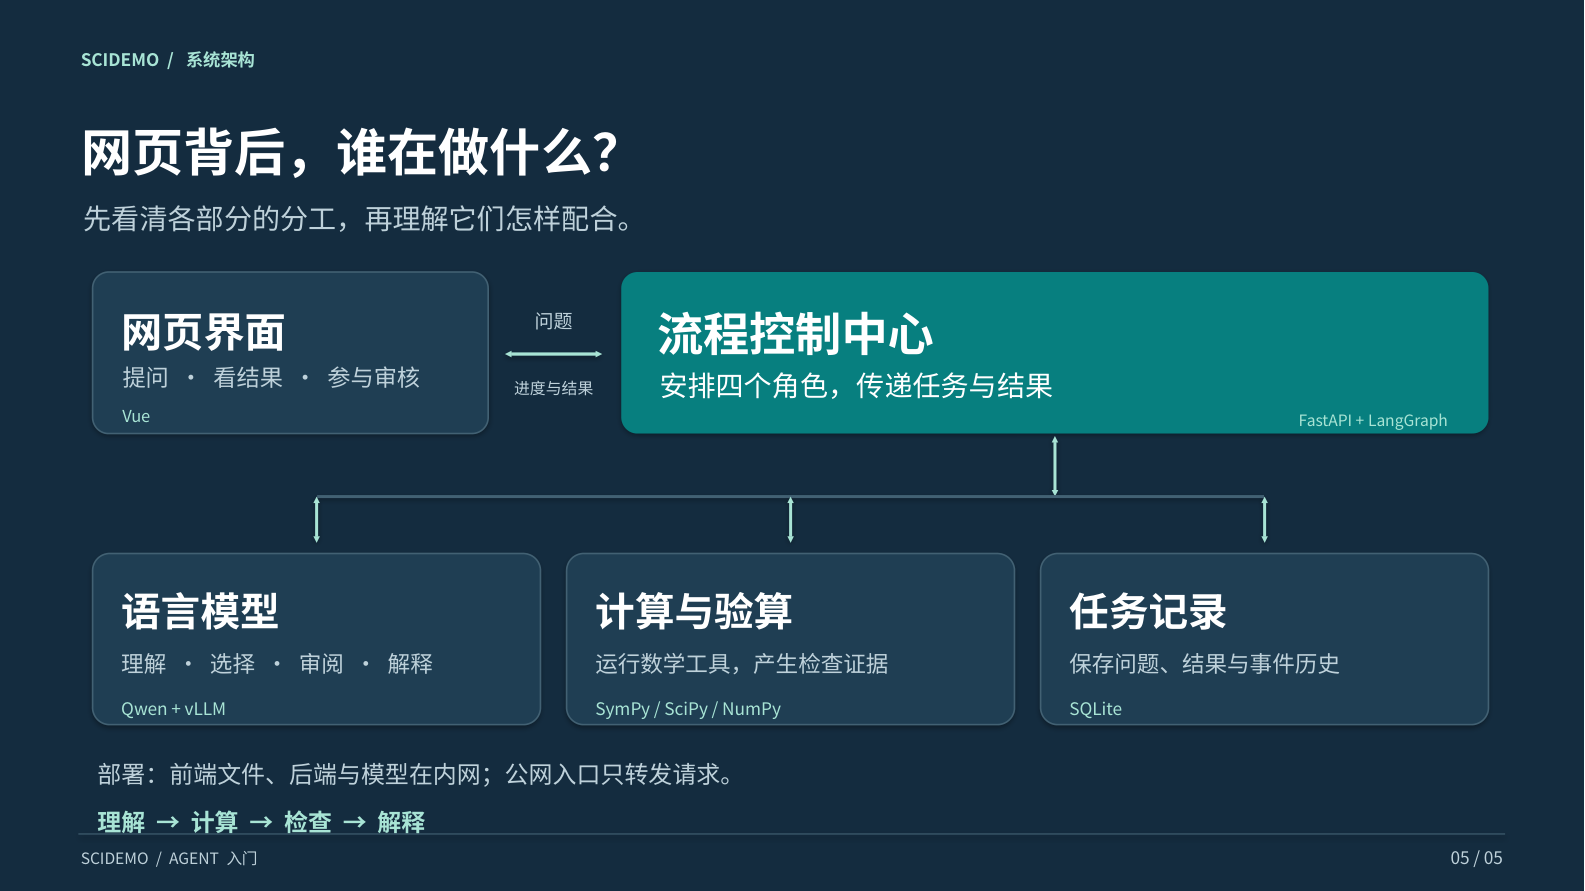 SCIDEMO / 系统架构
网页背后，谁在做什么？
先看清各部分的分工，再理解它们怎样配合。
网页界面
提问 · 看结果 · 参与审核
Vue
问题
进度与结果
流程控制中心
安排四个角色，传递任务与结果
FastAPI + LangGraph
语言模型
理解 · 选择 · 审阅 · 解释
Qwen + vLLM
计算与验算
运行数学工具，产生检查证据
SymPy / SciPy / NumPy
任务记录
保存问题、结果与事件历史
SQLite
部署：前端文件、后端与模型在内网；公网入口只转发请求。
理解 → 计算 → 检查 → 解释
SCIDEMO / AGENT 入门
05 / 05